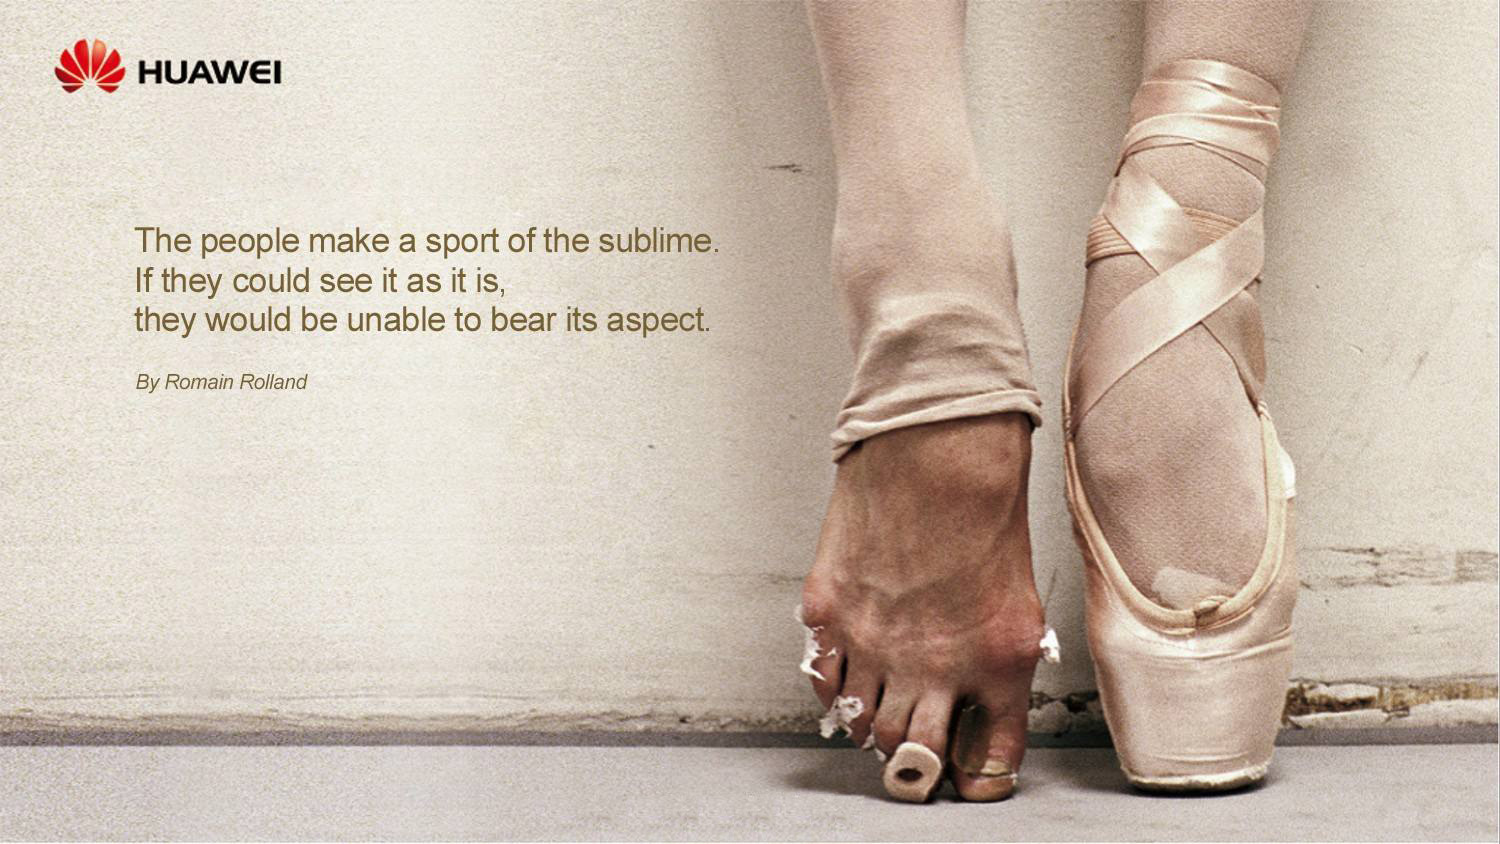 HUAWEI
The people make a sport of the sublime.
If they could see it as it is,
they would be unable to bear its aspect.
By Romain Rolland